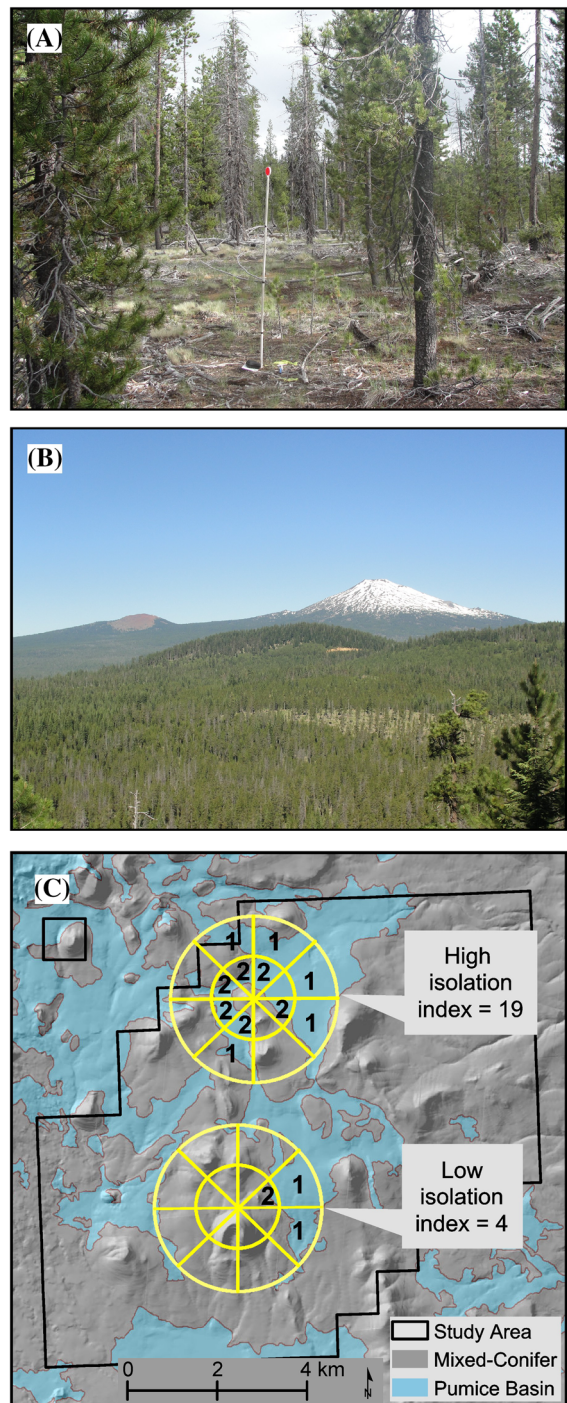 (A)
(B)
(C)
1
2 2
2 1
2 2 1
2 2
1
High
isolation
index = 19
2 1
1
Low
isolation
index = 4
Study Area
Mixed-Conifer
Pumice Basin
0 2 4 km
N